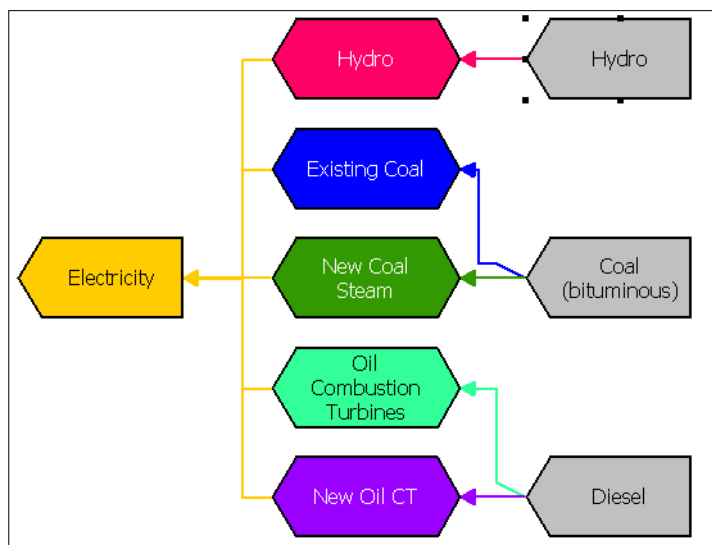 Hydro
Hydro
Existing Coal
Electricity
New Coal
Steam
Coal
(bituminous)
Oil
Combustion
Turbines
New Oil CT
Diesel